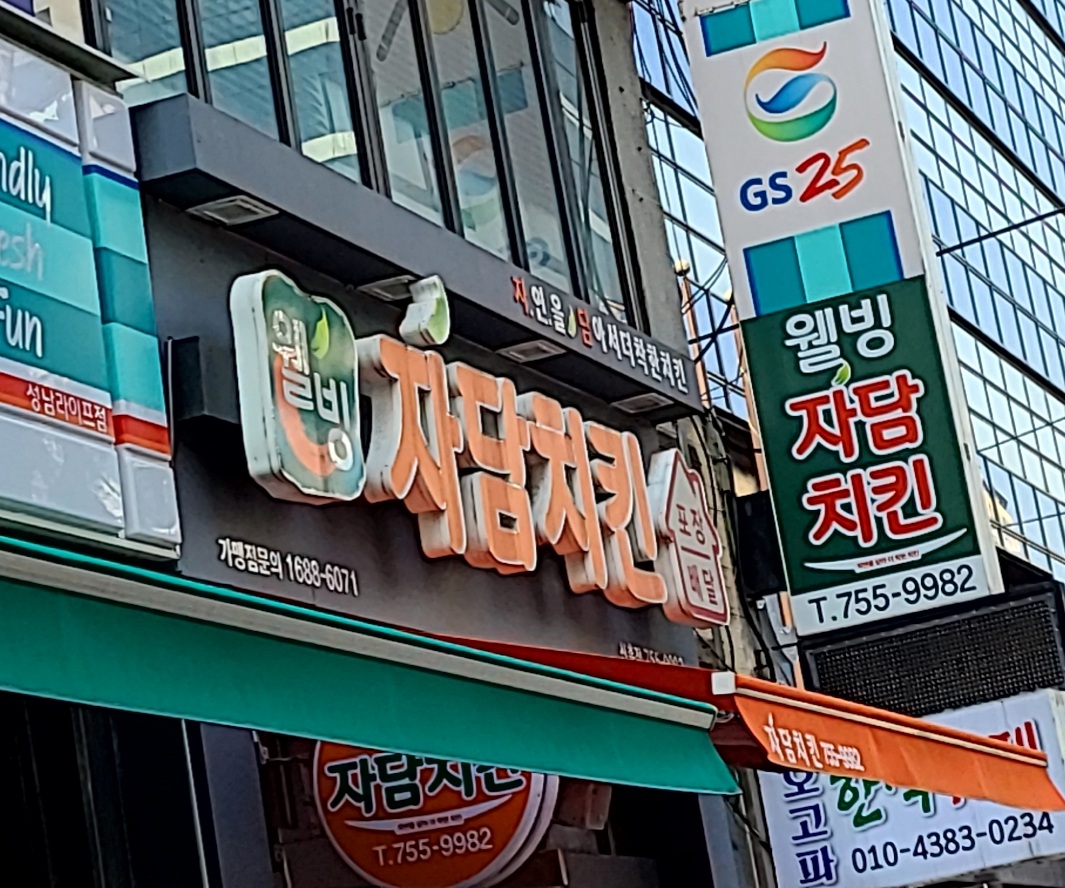 ndly
esh
Fun
성남라이프점
자연을 담아서 더 착한 치킨
웰빙
자담치킨
포장
배달
가맹점문의 1688-6071
GS25
웰빙
자담
치킨
T.755-9982
자담치킨 755-9982
자담치킨
T.755-9982
오고파
010-4383-0234